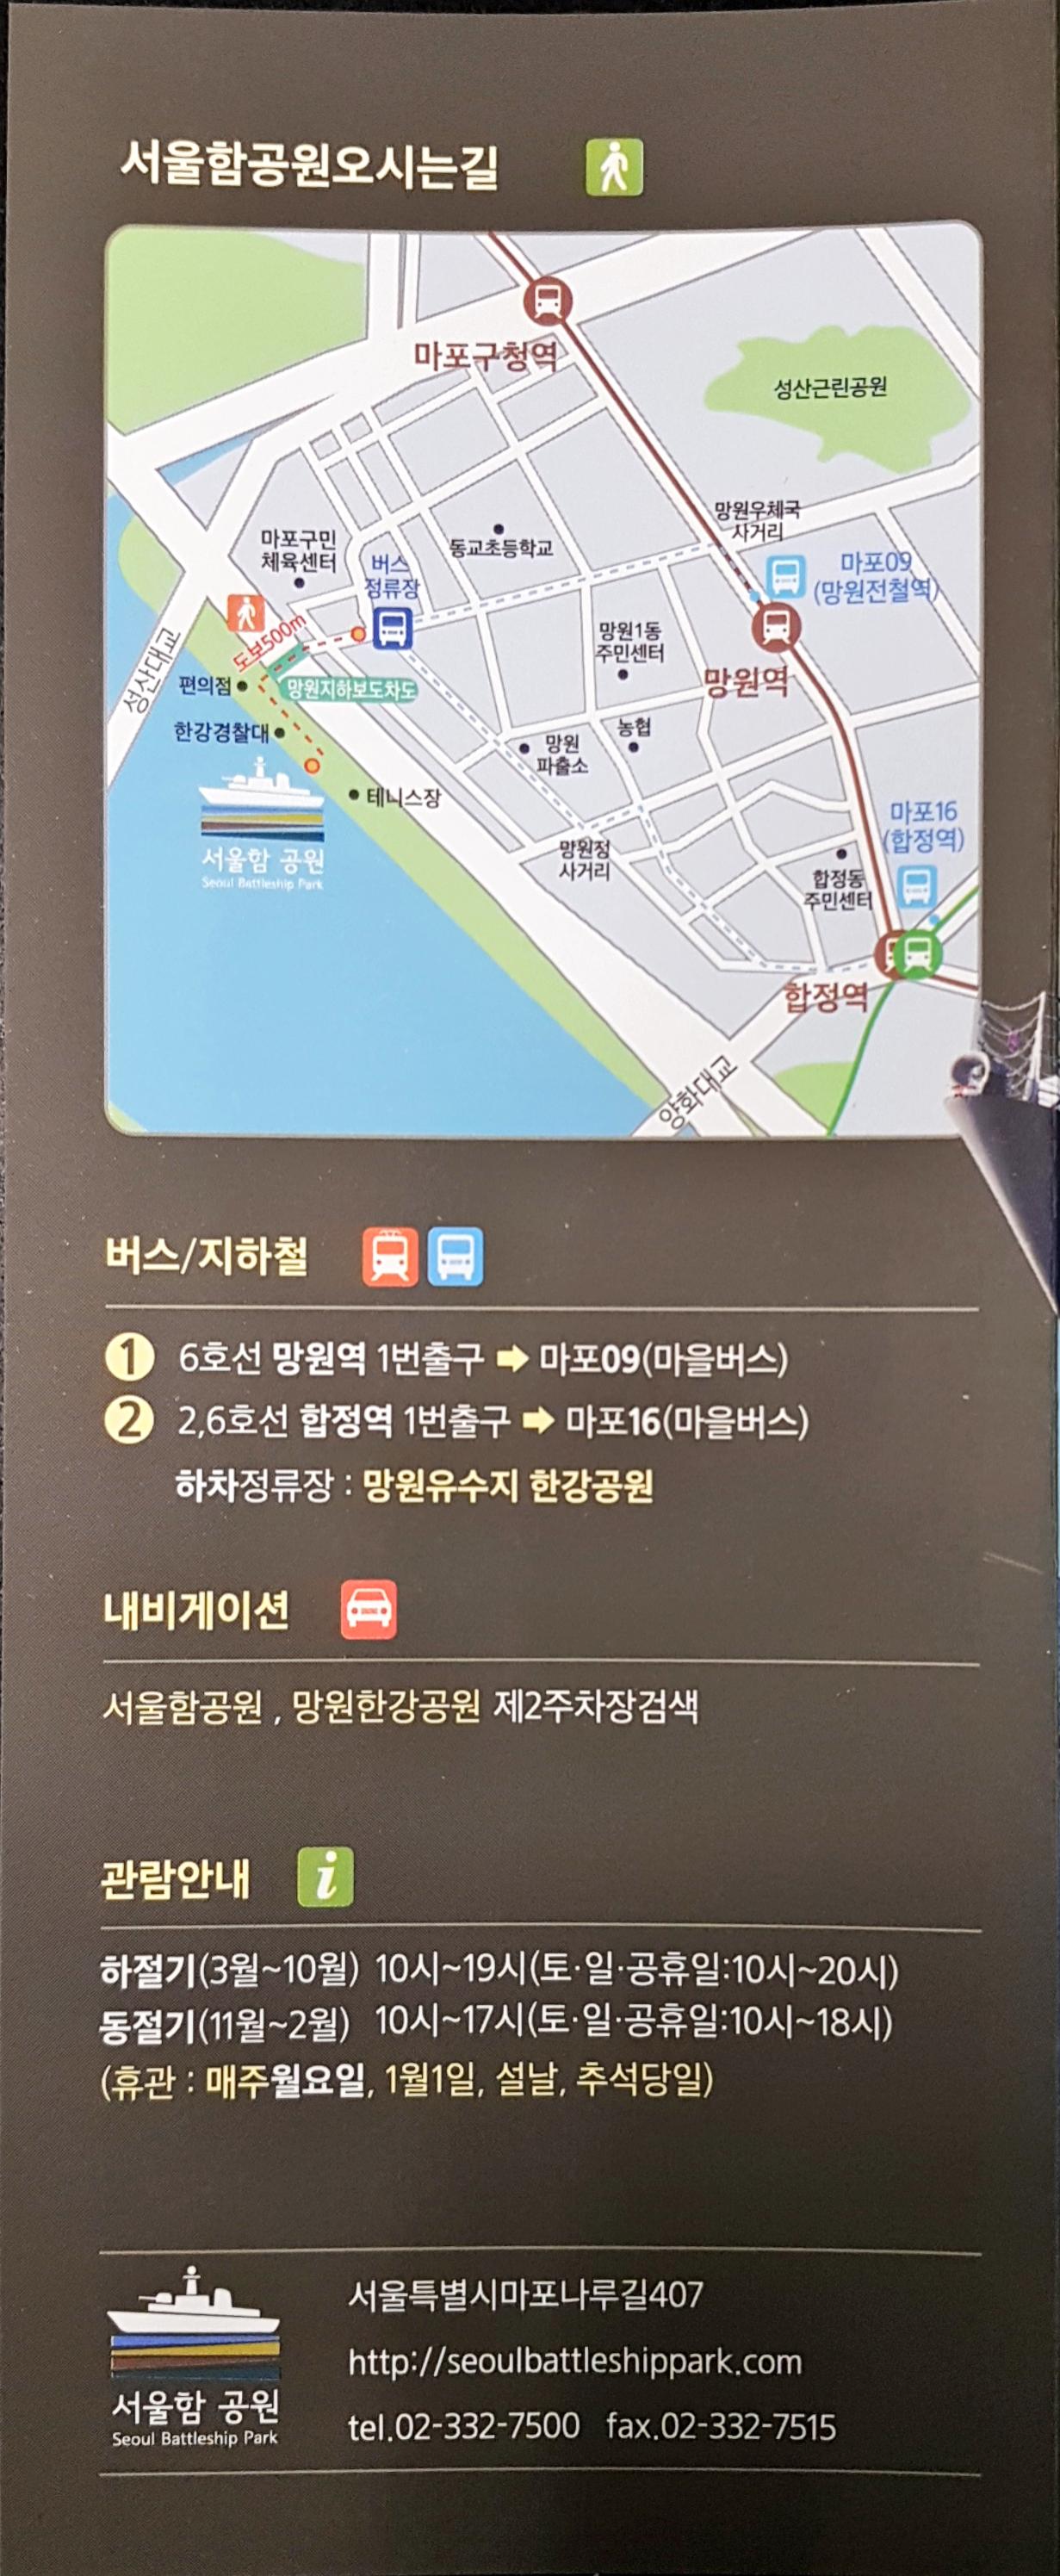 서울함공원오시는길
마포구청역
성산근린공원
망원우체국
사거리
마포구민
체육센터
동교초등학교
버스
정류장
마포09
(망원전철역)
도보500m
망원1동
주민센터
성산대교
편의점
망원지하보도차도
망원역
한강경찰대
농협
망원
파출소
테니스장
마포16
(합정역)
서울함 공원
Seoul Battleship Park
망원정
사거리
합정동
주민센터
합정역
양화대교
버스/지하철
1 6호선 망원역 1번출구 ➡ 마포09(마을버스)
2 2,6호선 합정역 1번출구 ➡ 마포16(마을버스)
하차정류장 : 망원유수지 한강공원
내비게이션
서울함공원 , 망원한강공원 제2주차장검색
관람안내 i
하절기(3월~10월) 10시~19시(토·일·공휴일:10시~20시)
동절기(11월~2월) 10시~17시(토·일·공휴일:10시~18시)
(휴관 : 매주월요일, 1월1일, 설날, 추석당일)
서울특별시마포나루길407
http://seoulbattleshippark.com
서울함 공원
Seoul Battleship Park
tel.02-332-7500 fax.02-332-7515